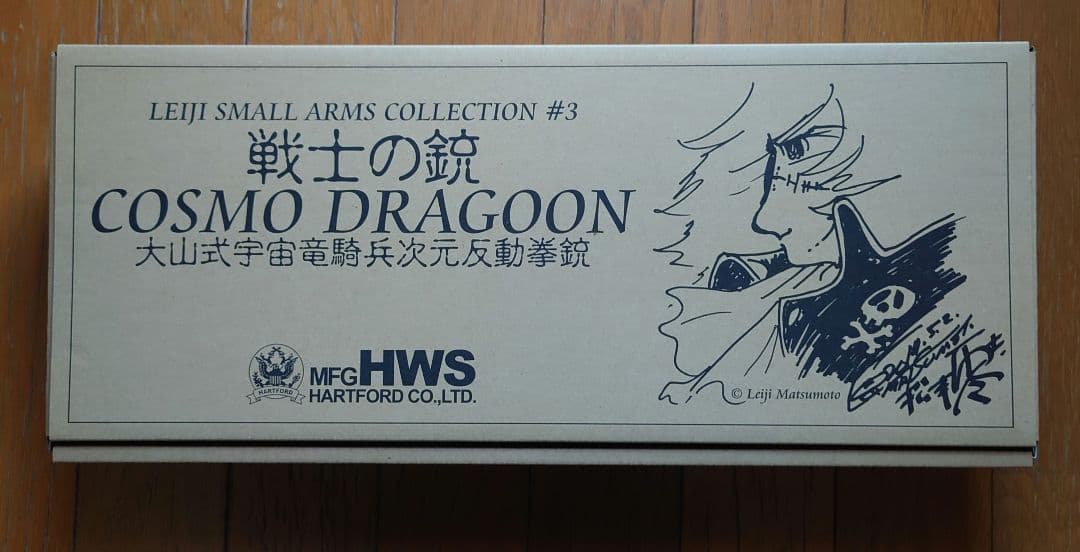 LEIJI SMALL ARMS COLLECTION #3
戦士の銃
COSMO DRAGOON
大山式宇宙竜騎兵次元反動拳銃
HARTFORD
MFG HWS
HARTFORD CO.,LTD.
© Leiji Matsumoto